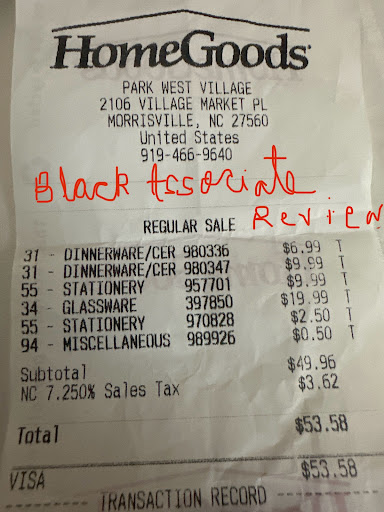 HomeGoods
PARK WEST VILLAGE
2106 VILLAGE MARKET PL
MORRISVILLE, NC 27560
United States
919-466-9640
Black Associate
Review
REGULAR SALE
31 - DINNERWARE/CER 980336 $6.99 T
31 - DINNERWARE/CER 980347 $9.99 T
55 - STATIONERY 957701 $9.99 T
34 - GLASSWARE 397850 $19.99 T
55 - STATIONERY 970828 $2.50 T
94 - MISCELLANEOUS 989926 $0.50 T
Subtotal $49.96
NC 7.250% Sales Tax $3.62
Total $53.58
VISA $53.58
----- TRANSACTION RECORD -----